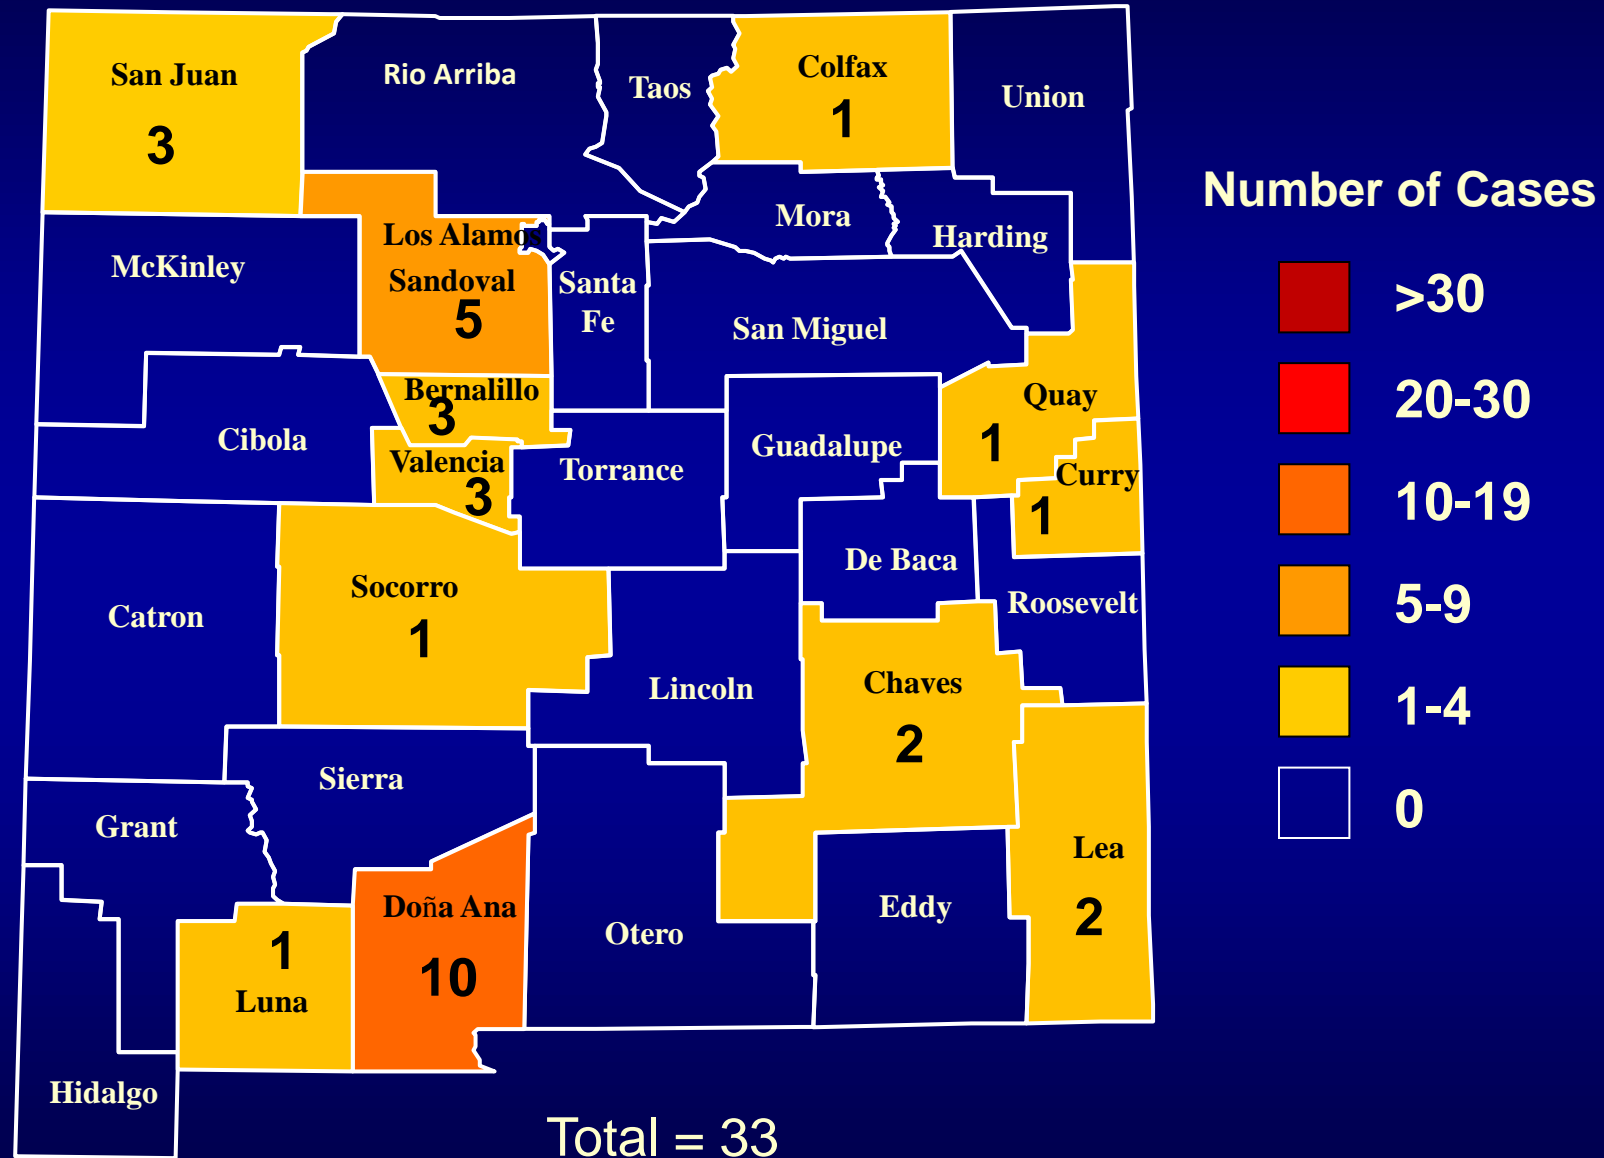 San Juan
3
Rio Arriba
Taos
Colfax
1
Union
Number of Cases
>30
20-30
10-19
5-9
1-4
0
McKinley
Los Alamos
Sandoval
5
Santa
Fe
Mora
Harding
San Miguel
Bernalillo
3
Cibola
Valencia
3
Torrance
Guadalupe
Quay
1
Curry
1
De Baca
Roosevelt
Catron
Socorro
1
Lincoln
Chaves
2
Sierra
Grant
Lea
2
Doña Ana
10
Otero
Eddy
1
Luna
Hidalgo
Total = 33